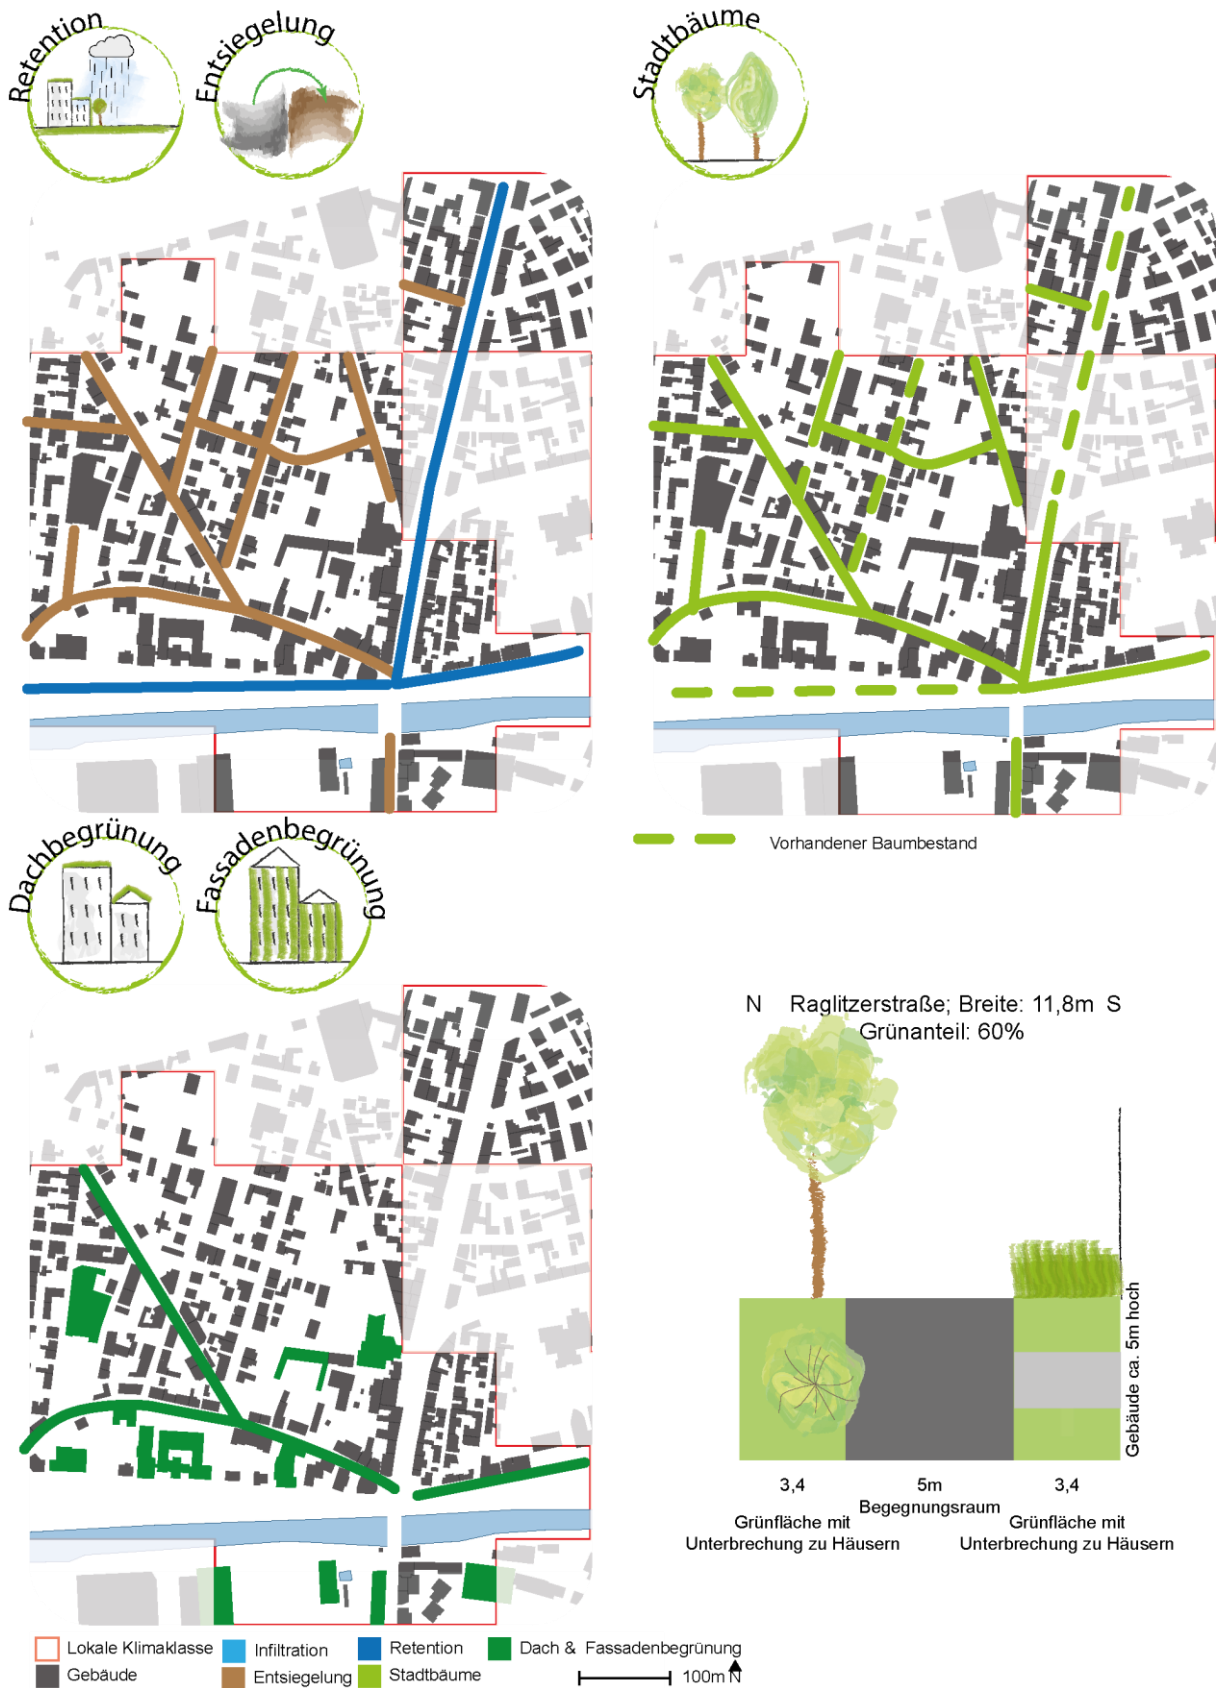 Retention
Entsiegelung
Stadtbäume
Vorhandener Baumbestand
Dachbegrünung
Fassadenbegrünung
N Raglitzerstraße; Breite: 11,8m S
Grünanteil: 60%
Gebäude ca. 5m hoch
3,4 5m 3,4
Begegnungsraum
Grünfläche mit Grünfläche mit
Unterbrechung zu Häusern Unterbrechung zu Häusern
Lokale Klimaklasse Infiltration Retention Dach & Fassadenbegrünung
Gebäude Entsiegelung Stadtbäume 100m N